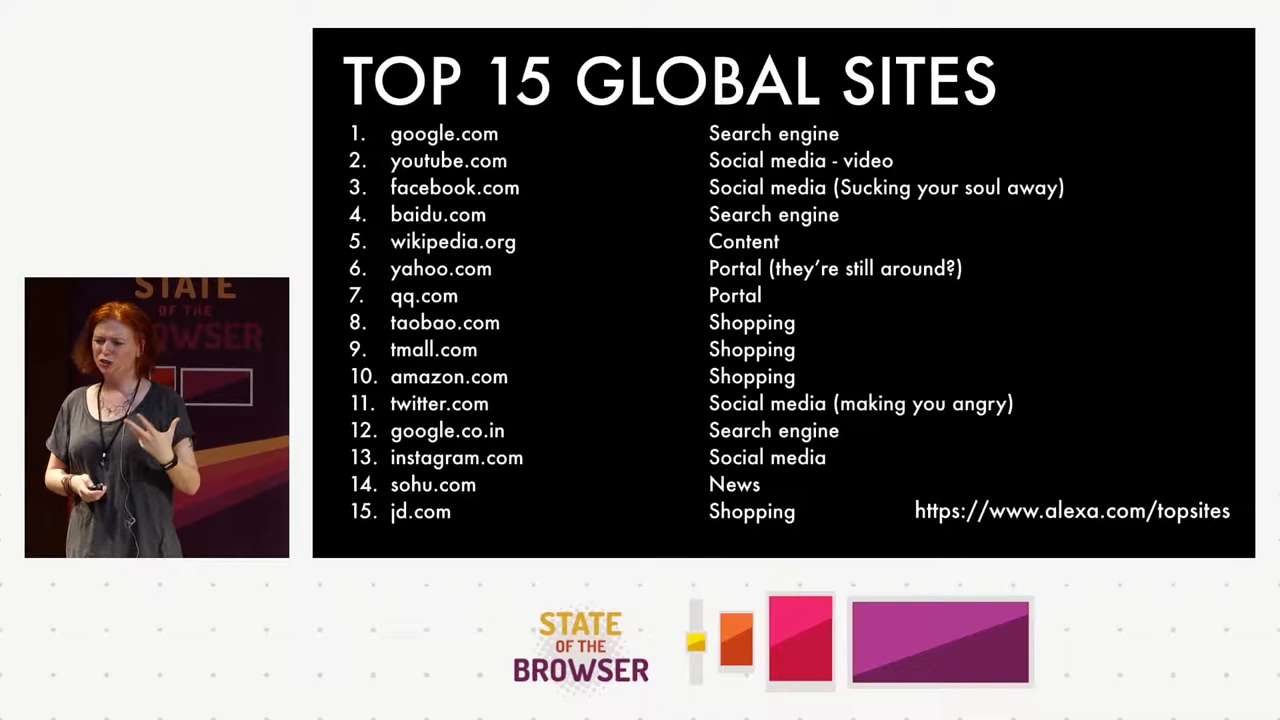 TOP 15 GLOBAL SITES
1. google.com Search engine
2. youtube.com Social media - video
3. facebook.com Social media (Sucking your soul away)
4. baidu.com Search engine
5. wikipedia.org Content
6. yahoo.com Portal (they're still around?)
7. qq.com Portal
8. taobao.com Shopping
9. tmall.com Shopping
10. amazon.com Shopping
11. twitter.com Social media (making you angry)
12. google.co.in Search engine
13. instagram.com Social media
14. sohu.com News
15. jd.com Shopping
https://www.alexa.com/topsites
STATE
OF THE
BROWSER
STATE
OF THE
BROWSER